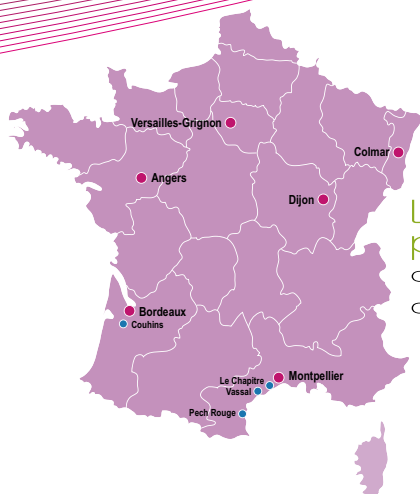 Versailles-Grignon
Colmar
Angers
Dijon
Bordeaux
Couhins
Montpellier
Le Chapitre
Vassal
Pech Rouge